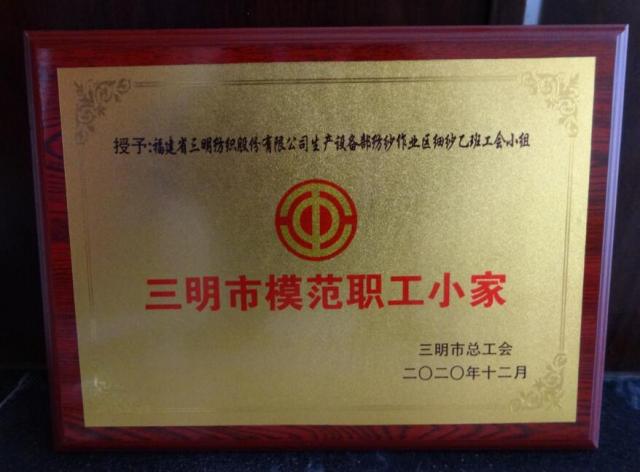 授予:福建省三明纺织股份有限公司生产设备部纺纱作业区细纱乙班工会小组
三明市模范职工小家
三明市总工会
二〇二〇年十二月